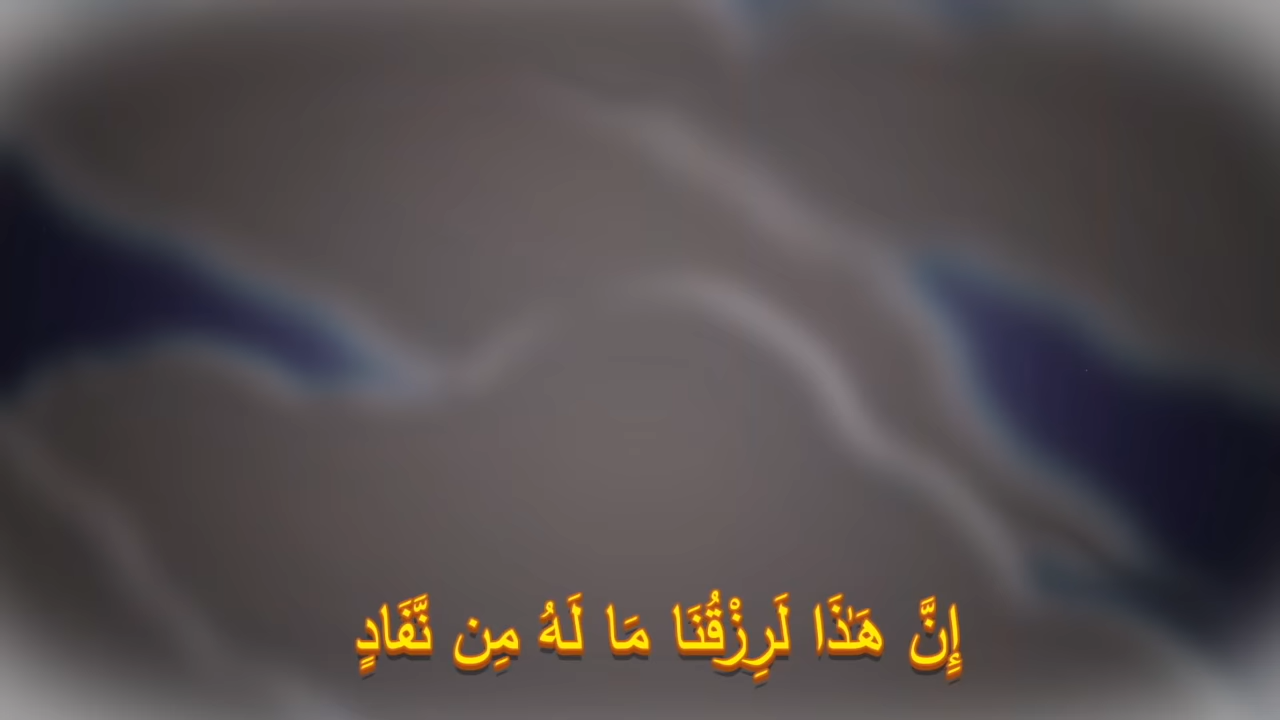 إِنَّ هَٰذَا لَرِزْقُنَا مَا لَهُ مِن نَّفَادٍ